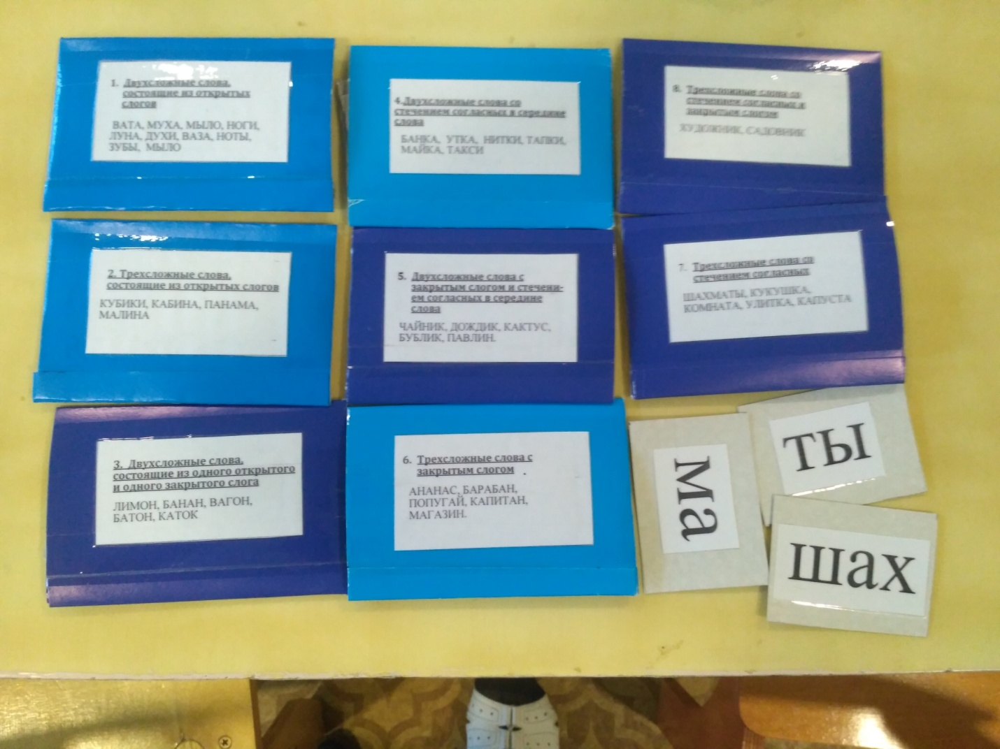 1. Двухсложные слова,
состоящие из открытых
слогов
ВАТА, МУХА, МЫЛО, НОГИ,
ЛУНА, ДУХИ, ВАЗА, НОТЫ,
ЗУБЫ, МЫЛО
2. Трехсложные слова,
состоящие из открытых слогов
КУБИКИ, КАБИНА, ПАНАМА,
МАЛИНА
3. Двухсложные слова,
состоящие из одного открытого
и одного закрытого слога
ЛИМОН, БАНАН, ВАГОН,
БАТОН, КАТОК
4.Двухсложные слова со
стечением согласных в середине
слова
БАНКА, УТКА, НИТКИ, ТАПКИ,
МАЙКА, ТАКСИ
5. Двухсложные слова с
закрытым слогом и стечени-
ем согласных в середине
слова
ЧАЙНИК, ДОЖДИК, КАКТУС,
БУБЛИК, ПАВЛИН.
6. Трехсложные слова с
закрытым слогом
АНАНАС, БАРАБАН,
ПОПУГАЙ, КАПИТАН,
МАГАЗИН.
8. Трехсложные слова со
стечением согласных и
закрытым слогом
ХУДОЖНИК, САДОВНИК
7. Трехсложные слова со
стечением согласных
ШАХМАТЫ, КУКУШКА,
КОМНАТА, УЛИТКА, КАПУСТА
ма
ты
шах